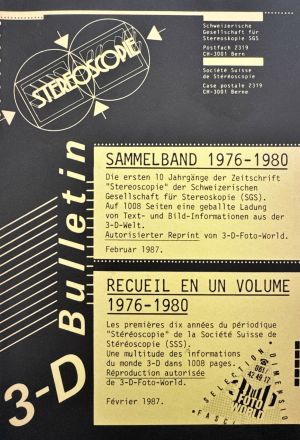 STEREOSCOPIE
Schweizerische
Gesellschaft für
Stereoskopie SGS
Postfach 2319
CH-3001 Bern
Société Suisse
de Stéréoscopie
Case postale 2319
CH-3001 Berne
3-D Bulletin
SAMMELBAND 1976-1980
Die ersten 10 Jahrgänge der Zeitschrift
"Stereoscopie" der Schweizerischen
Gesellschaft für Stereoskopie (SGS).
Auf 1008 Seiten eine geballte Ladung
von Text- und Bild-Informationen aus der
3-D-Welt.
Autorisierter Reprint von 3-D-Foto-World.
Februar 1987.
RECUEIL EN UN VOLUME
1976-1980
Les premières dix années du périodique
"Stéréoscopie" de la Société Suisse de
Stéréoscopie (SSS).
Une multitude des informations
du monde 3-D dans 1008 pages.
Réproduction autorisée
de 3-D-Foto-World.
Février 1987.
SELECTION DIMENSION
FOTO
WORLD